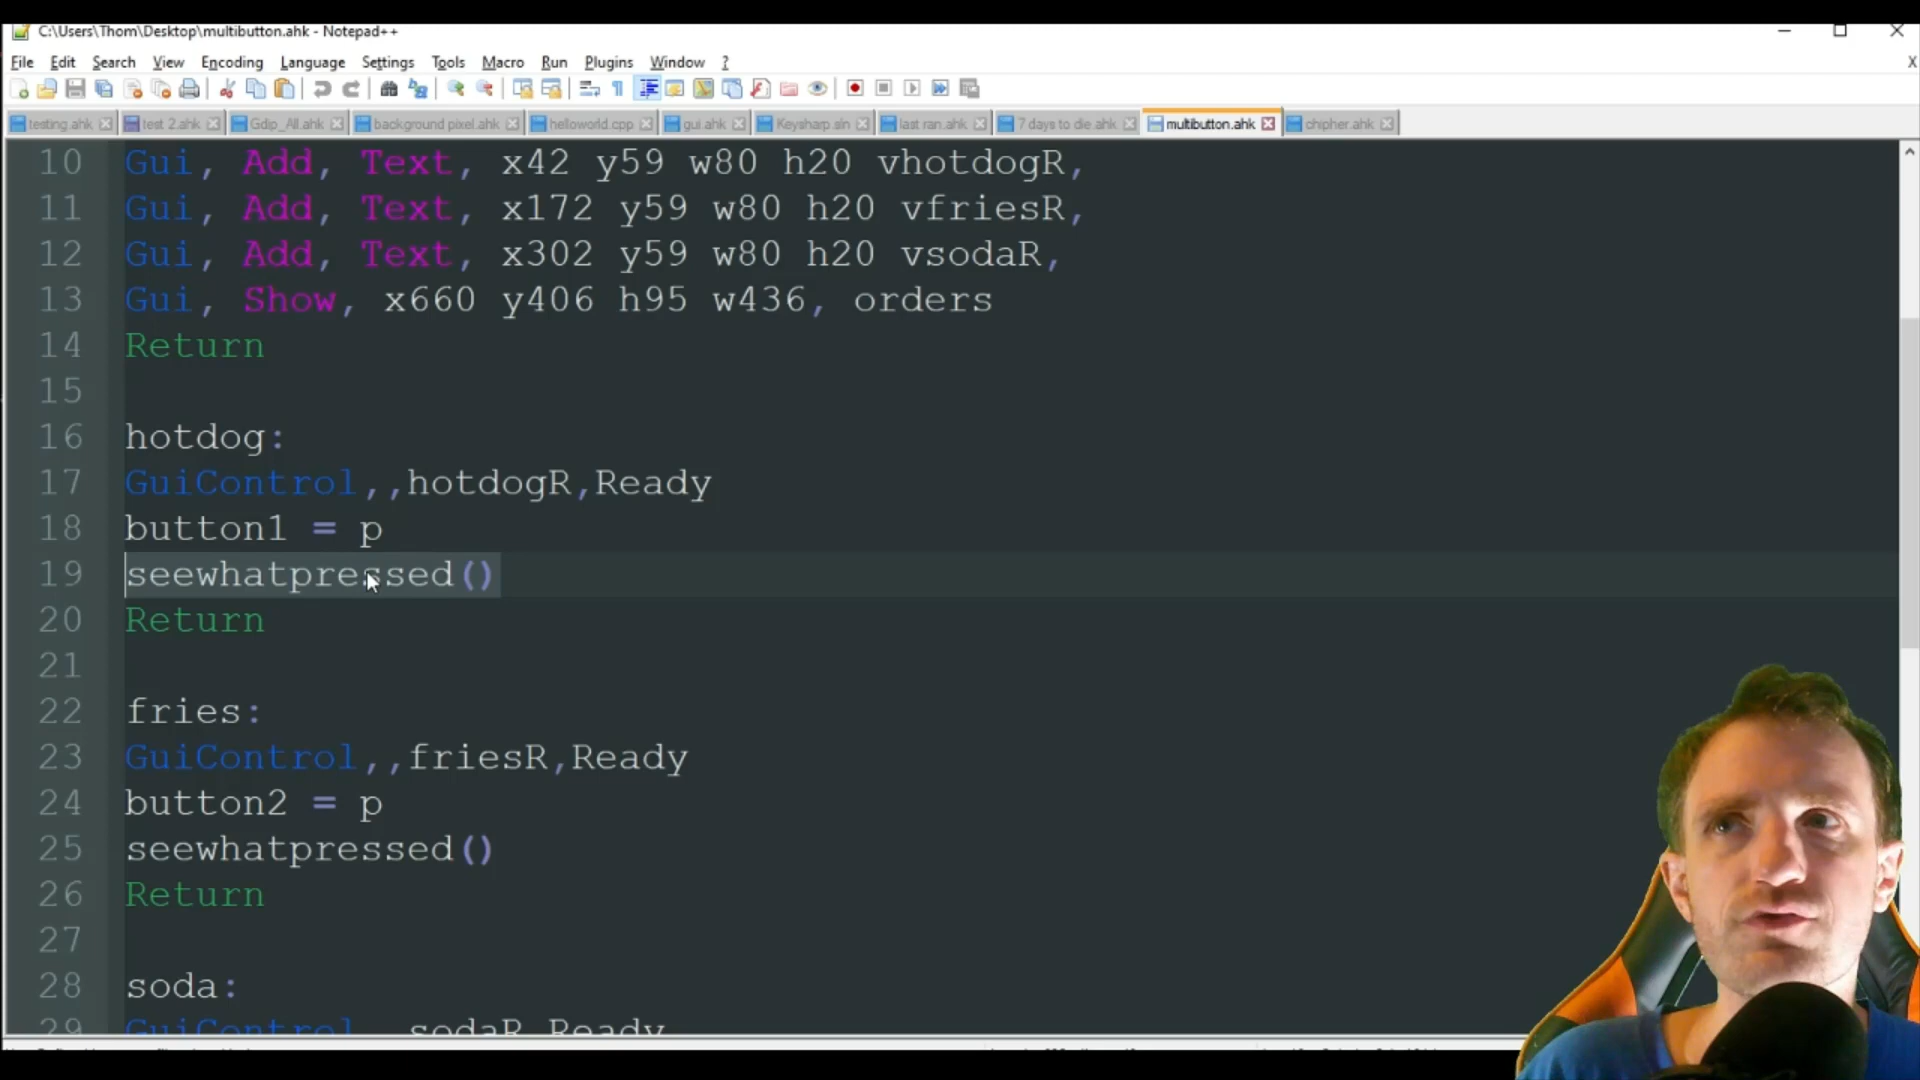 C:\Users\Thom\Desktop\multibutton.ahk - Notepad++
File Edit Search View Encoding Language Settings Tools Macro Run Plugins Window ? X
testing.ahk test 2.ahk Gdip_All.ahk background pixel.ahk helloworld.cpp gui.ahk Keysharp.sln last ran.ahk 7 days to die.ahk multibutton.ahk chipher.ahk
10 Gui, Add, Text, x42 y59 w80 h20 vhotdogR,
11 Gui, Add, Text, x172 y59 w80 h20 vfriesR,
12 Gui, Add, Text, x302 y59 w80 h20 vsodaR,
13 Gui, Show, x660 y406 h95 w436, orders
14 Return
15
16 hotdog:
17 GuiControl,,hotdogR,Ready
18 button1 = p
19 seewhatpressed()
20 Return
21
22 fries:
23 GuiControl,,friesR,Ready
24 button2 = p
25 seewhatpressed()
26 Return
27
28 soda:
29 GuiControl,,sodaR,Ready